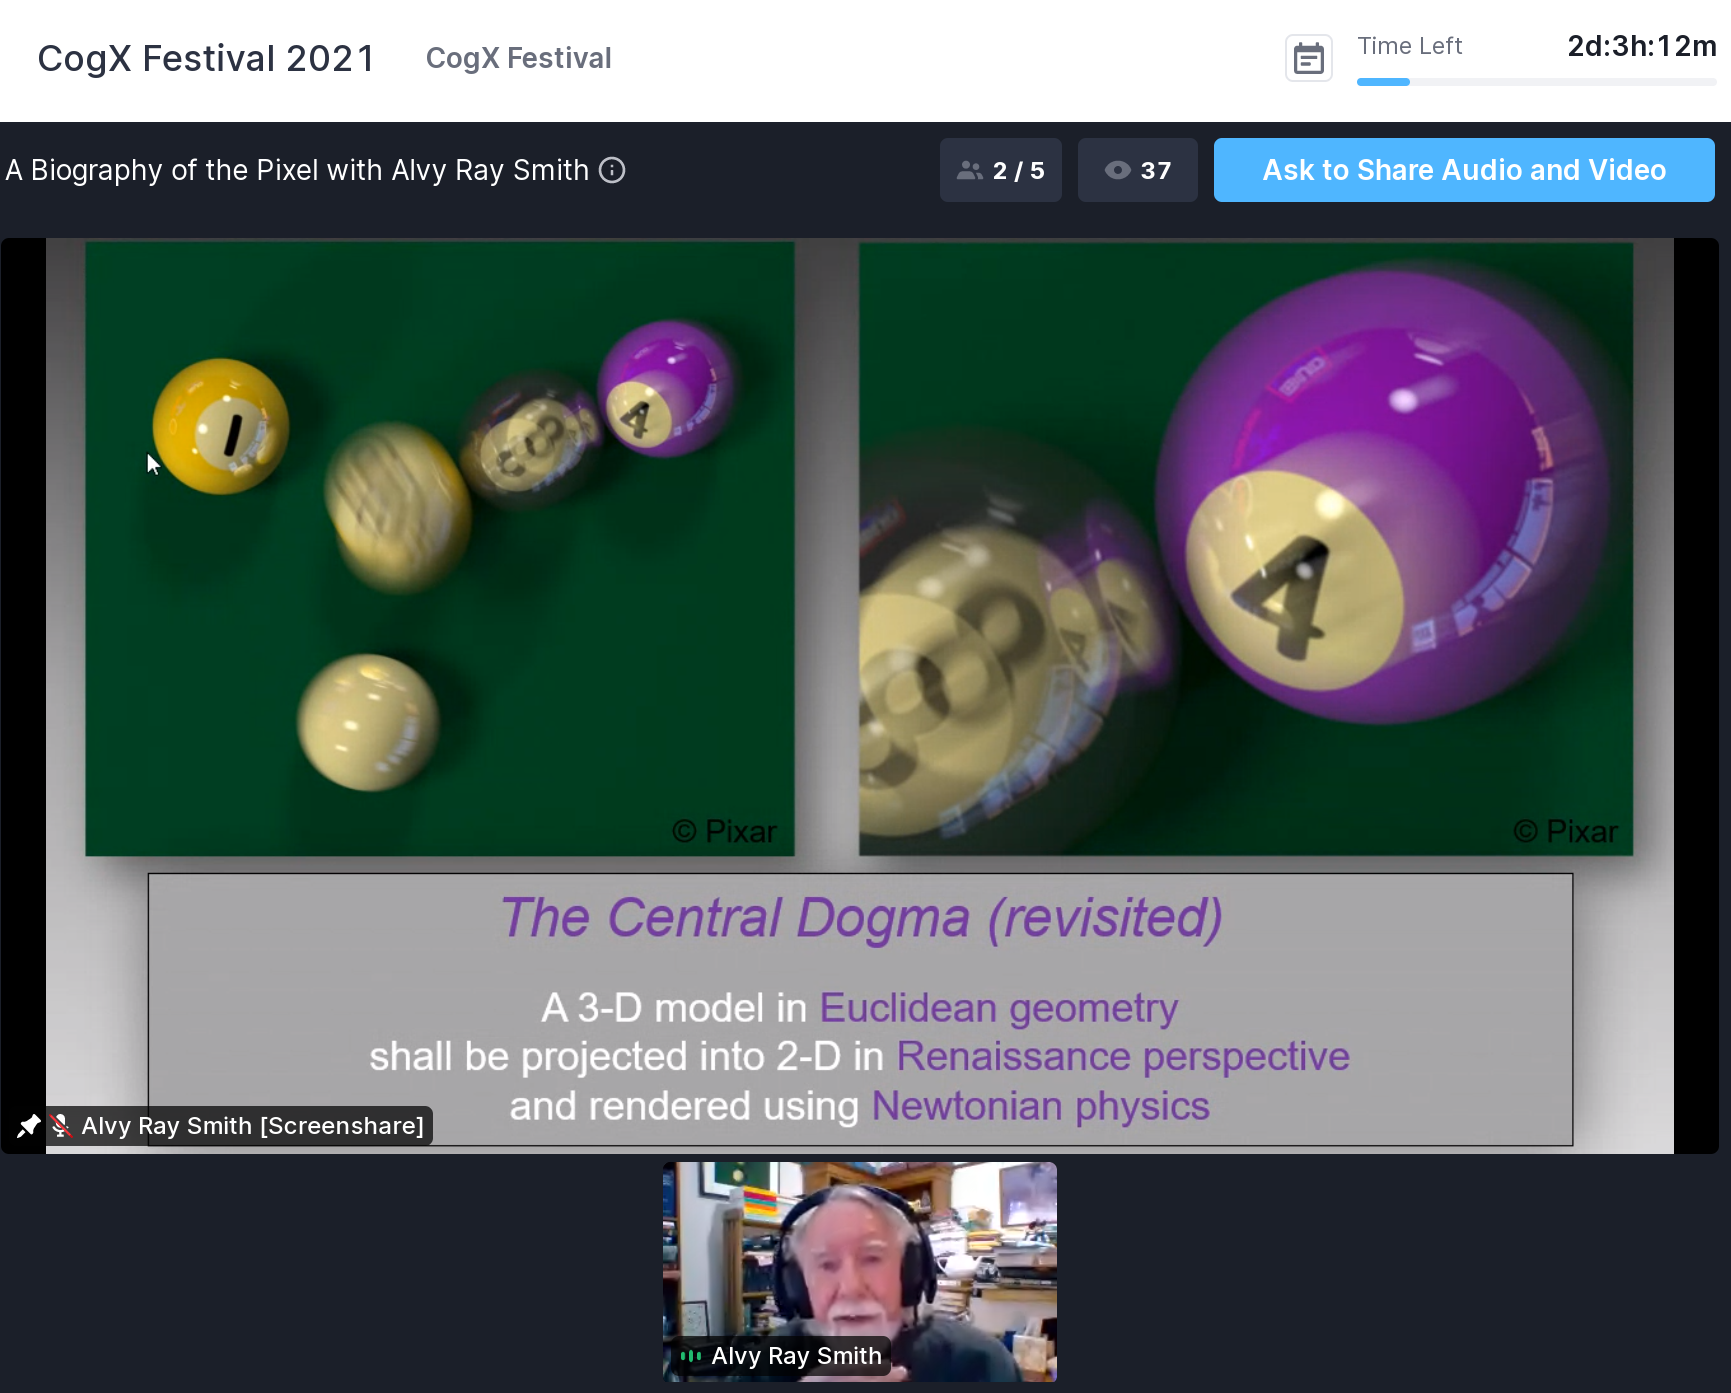 CogX Festival 2021
CogX Festival
Time Left
2d:3h:12m
A Biography of the Pixel with Alvy Ray Smith
2 / 5
37
Ask to Share Audio and Video
1
8
4
© Pixar
8
4
© Pixar
The Central Dogma (revisited)
A 3-D model in Euclidean geometry
shall be projected into 2-D in Renaissance perspective
and rendered using Newtonian physics
Alvy Ray Smith [Screenshare]
Alvy Ray Smith